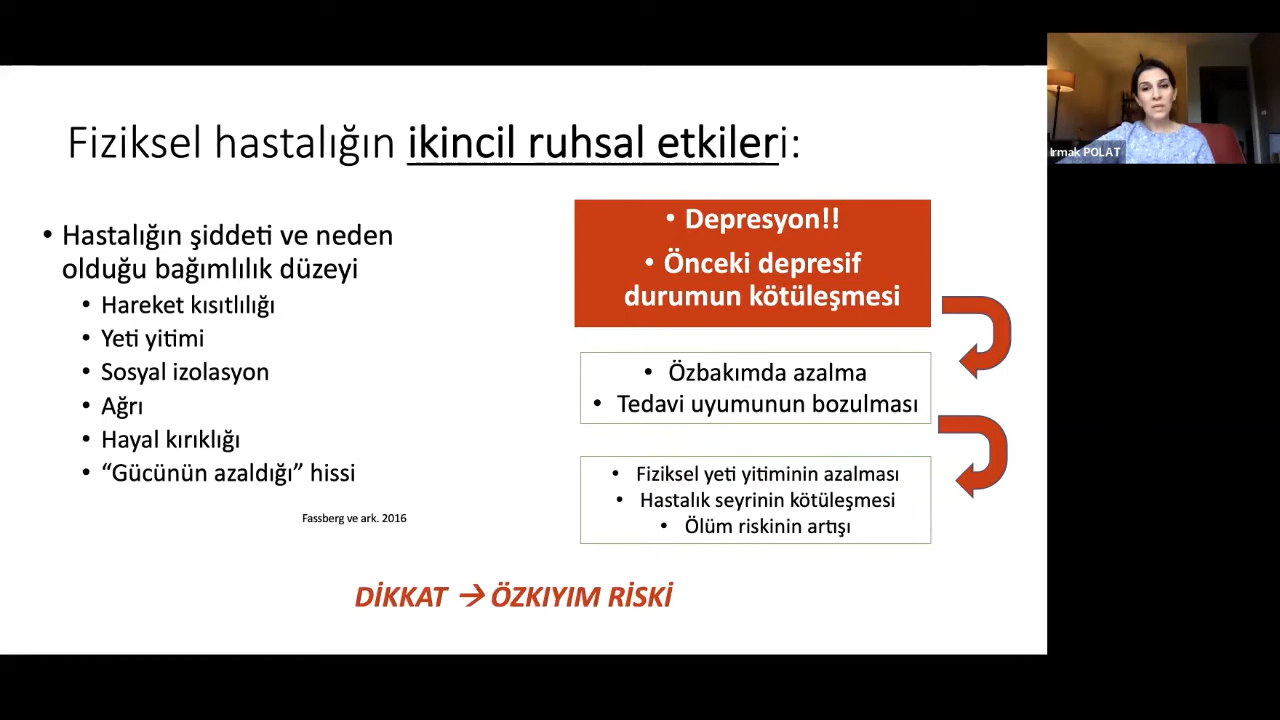 Fiziksel hastalığın ikincil ruhsal etkileri:
• Hastalığın şiddeti ve neden
olduğu bağımlılık düzeyi
• Hareket kısıtlılığı
• Yeti yitimi
• Sosyal izolasyon
• Ağrı
• Hayal kırıklığı
• “Gücünün azaldığı” hissi
Fassberg ve ark. 2016
• Depresyon!!
• Önceki depresif
durumun kötüleşmesi
• Özbakımda azalma
• Tedavi uyumunun bozulması
• Fiziksel yeti yitiminin azalması
• Hastalık seyrinin kötüleşmesi
• Ölüm riskinin artışı
DİKKAT → ÖZKIYIM RİSKİ
Irmak POLAT